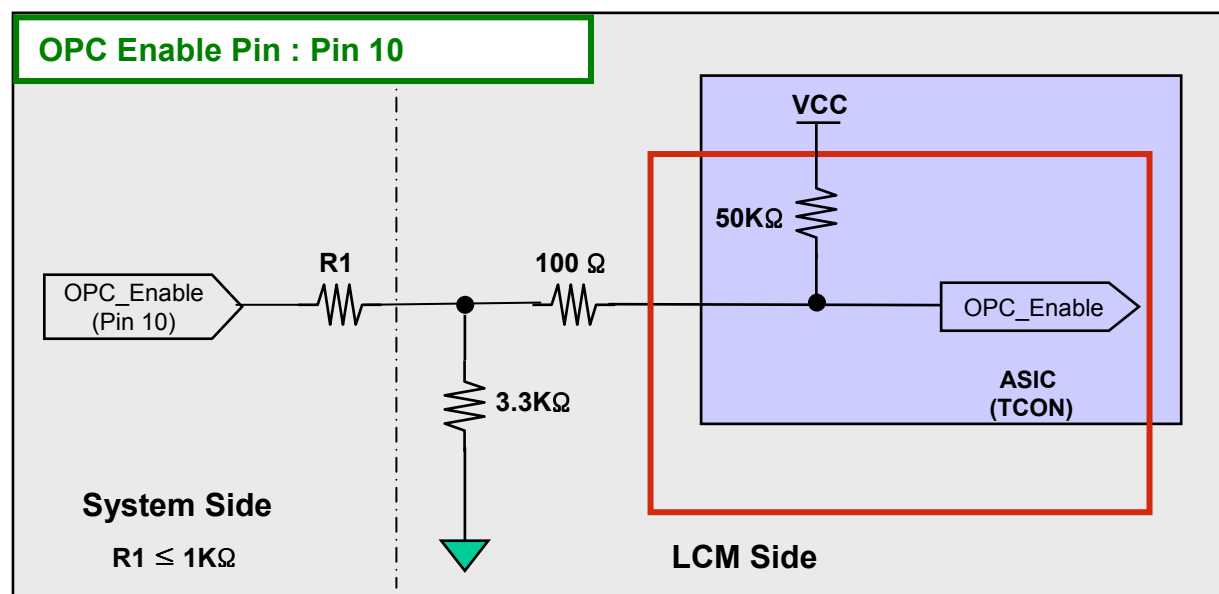 OPC Enable Pin : Pin 10
VCC
50KΩ
R1
100 Ω
OPC_Enable
(Pin 10)
OPC_Enable
3.3KΩ
ASIC
(TCON)
System Side
R1 ≤ 1KΩ
LCM Side